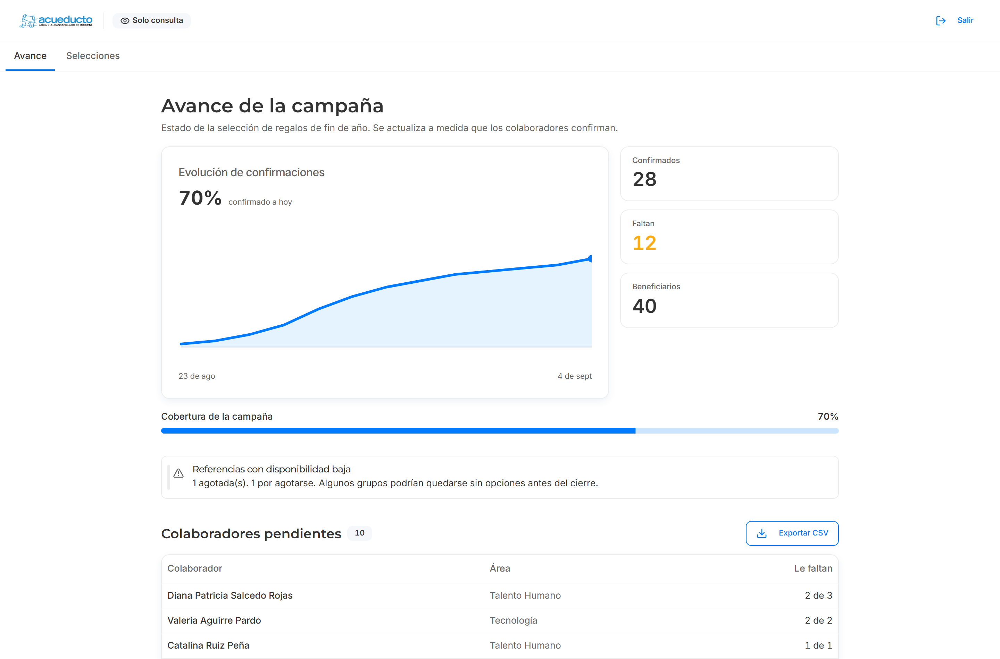 acueducto
AGUA Y ALCANTARILLADO DE BOGOTÁ
Solo consulta
Salir
Avance
Selecciones
Avance de la campaña
Estado de la selección de regalos de fin de año. Se actualiza a medida que los colaboradores confirman.
Evolución de confirmaciones
70% confirmado a hoy
23 de ago
4 de sept
Confirmados
28
Faltan
12
Beneficiarios
40
Cobertura de la campaña
70%
Referencias con disponibilidad baja
1 agotada(s). 1 por agotarse. Algunos grupos podrían quedarse sin opciones antes del cierre.
Colaboradores pendientes 10
Exportar CSV
Colaborador Área Le faltan
Diana Patricia Salcedo Rojas Talento Humano 2 de 3
Valeria Aguirre Pardo Tecnología 2 de 2
Catalina Ruiz Peña Talento Humano 1 de 1